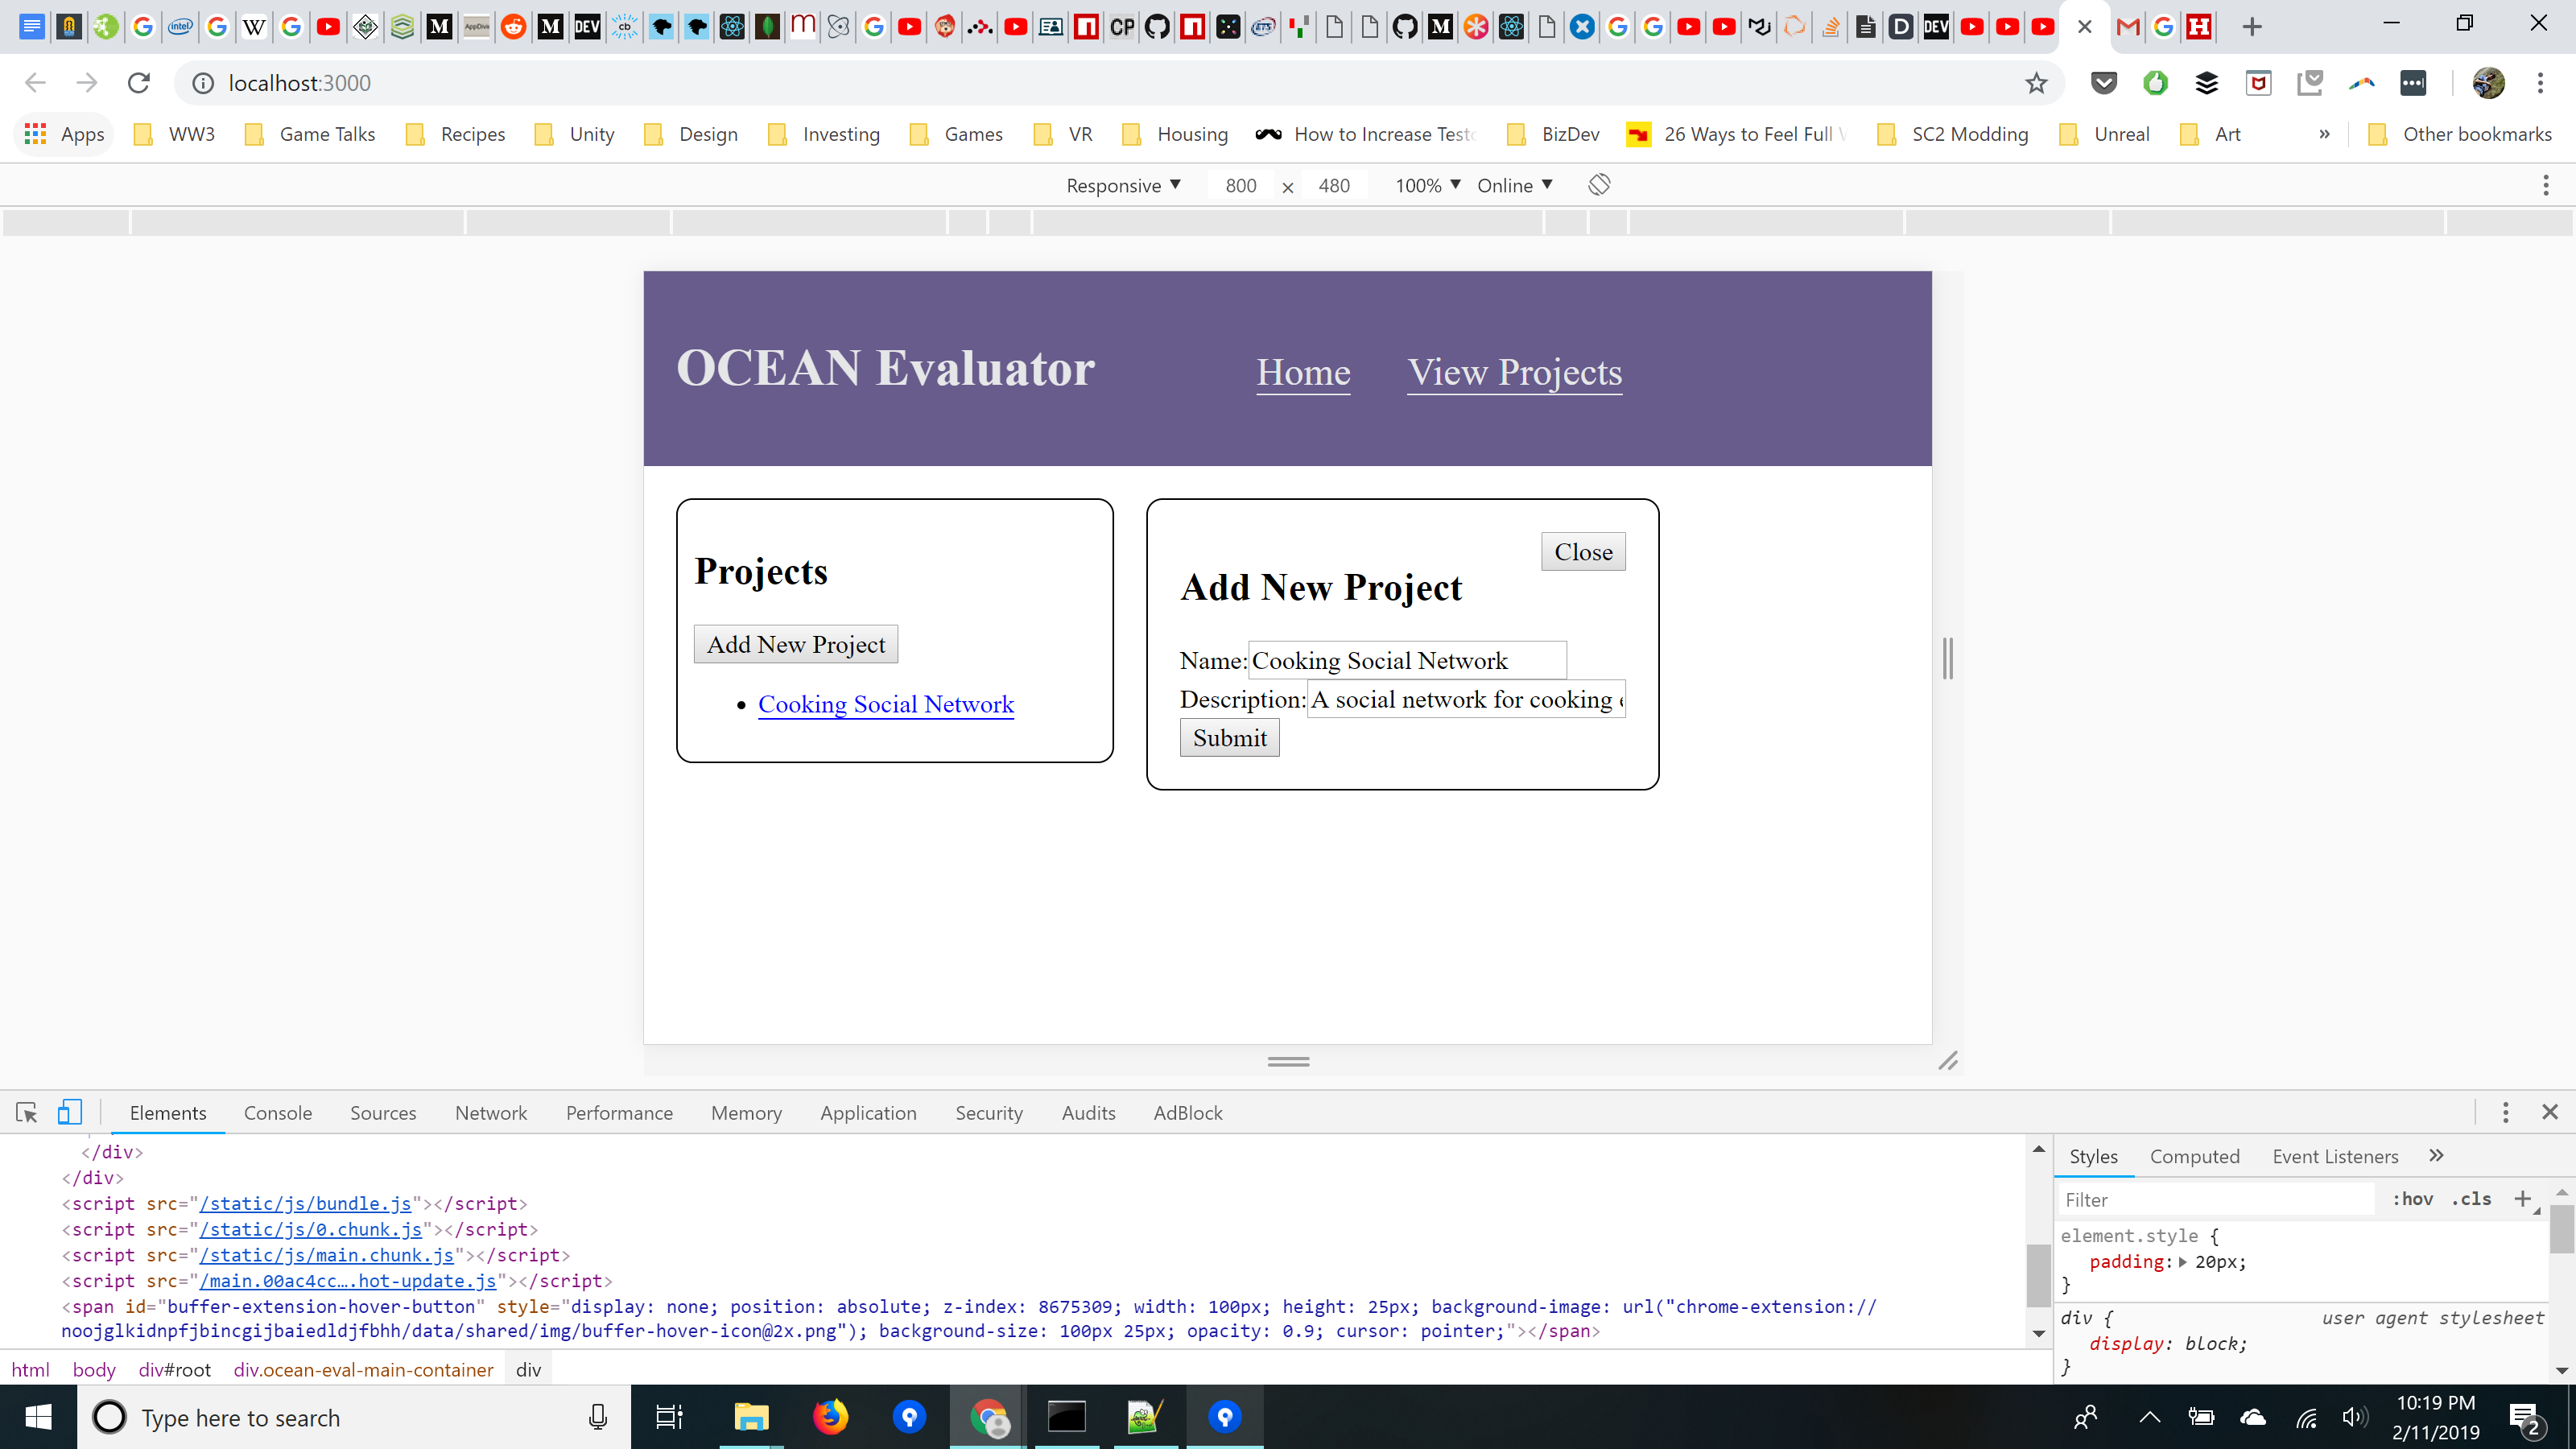 localhost:3000
Apps WW3 Game Talks Recipes Unity Design Investing Games VR Housing How to Increase BizDev 26 Ways to Feel Full SC2 Modding Unreal Art » Other bookmarks
Responsive ▼ 800 × 480 100% ▼ Online ▼
OCEAN Evaluator Home View Projects
Projects
Add New Project
• Cooking Social Network
Close
Add New Project
Name: Cooking Social Network
Description: A social network for cooking
Submit
Elements Console Sources Network Performance Memory Application Security Audits AdBlock
</div>
</div>
<script src="/static/js/bundle.js"></script>
<script src="/static/js/0.chunk.js"></script>
<script src="/static/js/main.chunk.js"></script>
<script src="/main.00ac4cc….hot-update.js"></script>
<span id="buffer-extension-hover-button" style="display: none; position: absolute; z-index: 8675309; width: 100px; height: 25px; background-image: url("chrome-extension://
noojglkidnpfjbincgijbaiedldjfbhh/data/shared/img/buffer-hover-icon@2x.png"); background-size: 100px 25px; opacity: 0.9; cursor: pointer;"></span>
html body div#root div.ocean-eval-main-container div
Styles Computed Event Listeners »
Filter :hov .cls +
element.style {
padding: 20px;
}
div { user agent stylesheet
display: block;
}
Type here to search
10:19 PM
2/11/2019
2